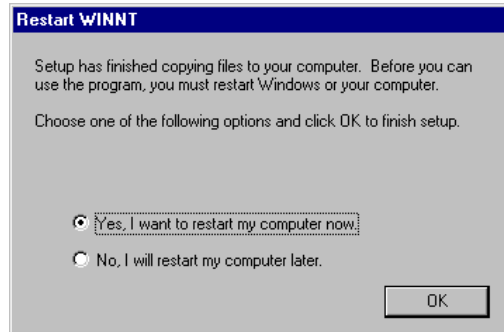 Restart WINNT
Setup has finished copying files to your computer. Before you can
use the program, you must restart Windows or your computer.
Choose one of the following options and click OK to finish setup.
Yes, I want to restart my computer now.
No, I will restart my computer later.
OK